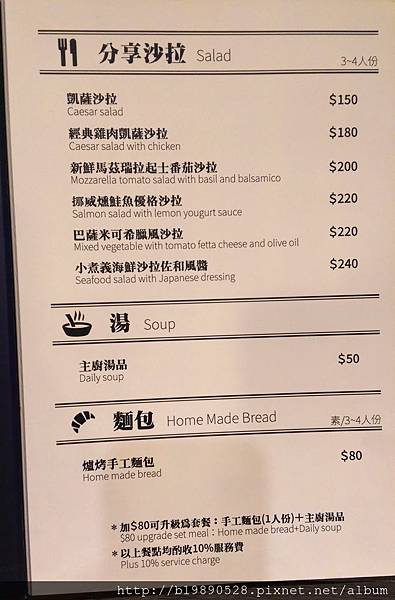 分享沙拉 Salad 3~4人份
凱薩沙拉 $150
Caesar salad
經典雞肉凱薩沙拉 $180
Caesar salad with chicken
新鮮馬茲瑞拉起士番茄沙拉 $200
Mozzarella tomato salad with basil and balsamico
挪威燻鮭魚優格沙拉 $220
Salmon salad with lemon yougurt sauce
巴薩米可希臘風沙拉 $220
Mixed vegetable with tomato fetta cheese and olive oil
小煮義海鮮沙拉佐和風醬 $240
Seafood salad with Japanese dressing
湯 Soup
主廚湯品 $50
Daily soup
麵包 Home Made Bread 素/3~4人份
爐烤手工麵包 $80
Home made bread
*加$80可升級爲套餐：手工麵包(1人份)＋主廚湯品
$80 upgrade set meal：Home made bread+Daily soup
*以上餐點均酌收10%服務費
Plus 10% service charge
http://b19890528.pixnet.net/album